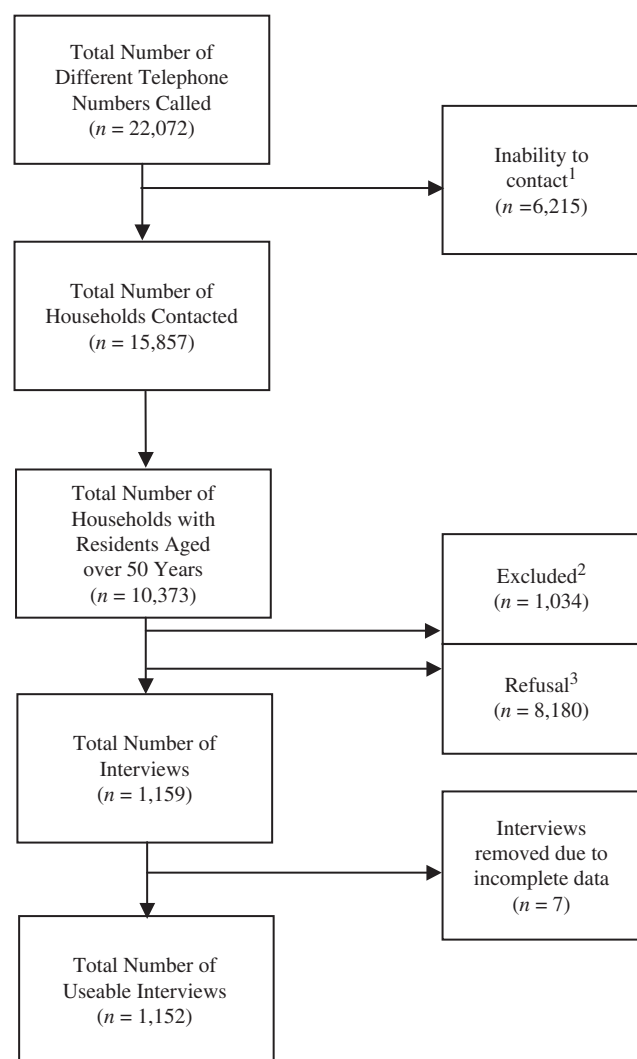 Total Number of
Different Telephone
Numbers Called
(n = 22,072)
Inability to
contact1
(n =6,215)
Total Number of
Households Contacted
(n = 15,857)
Total Number of
Households with
Residents Aged
over 50 Years
(n = 10,373)
Excluded2
(n = 1,034)
Refusal3
(n = 8,180)
Total Number of
Interviews
(n = 1,159)
Interviews
removed due to
incomplete data
(n = 7)
Total Number of
Useable Interviews
(n = 1,152)